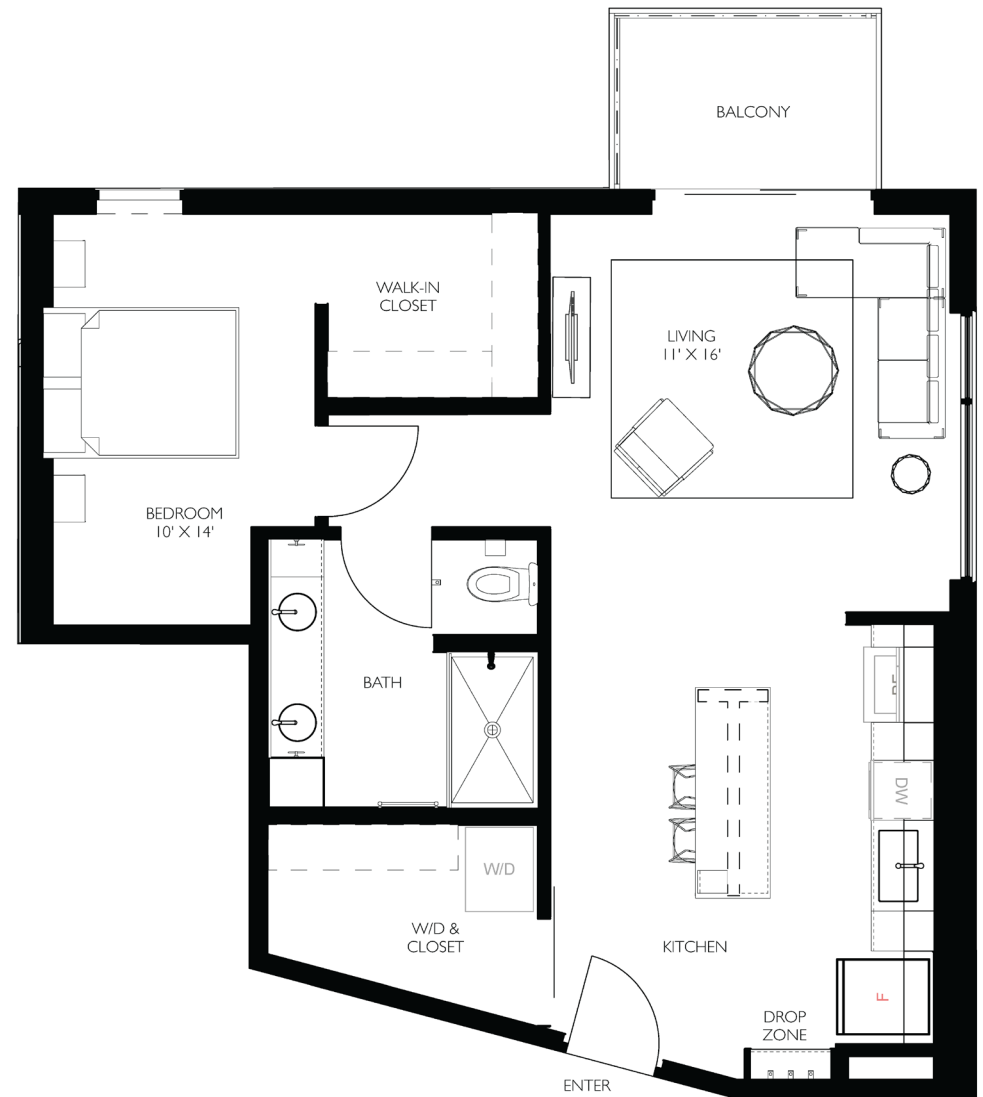 BALCONY
WALK-IN
CLOSET
LIVING
11' X 16'
BEDROOM
10' X 14'
BATH
DW
W/D
W/D &
CLOSET
KITCHEN
F
DROP
ZONE
ENTER